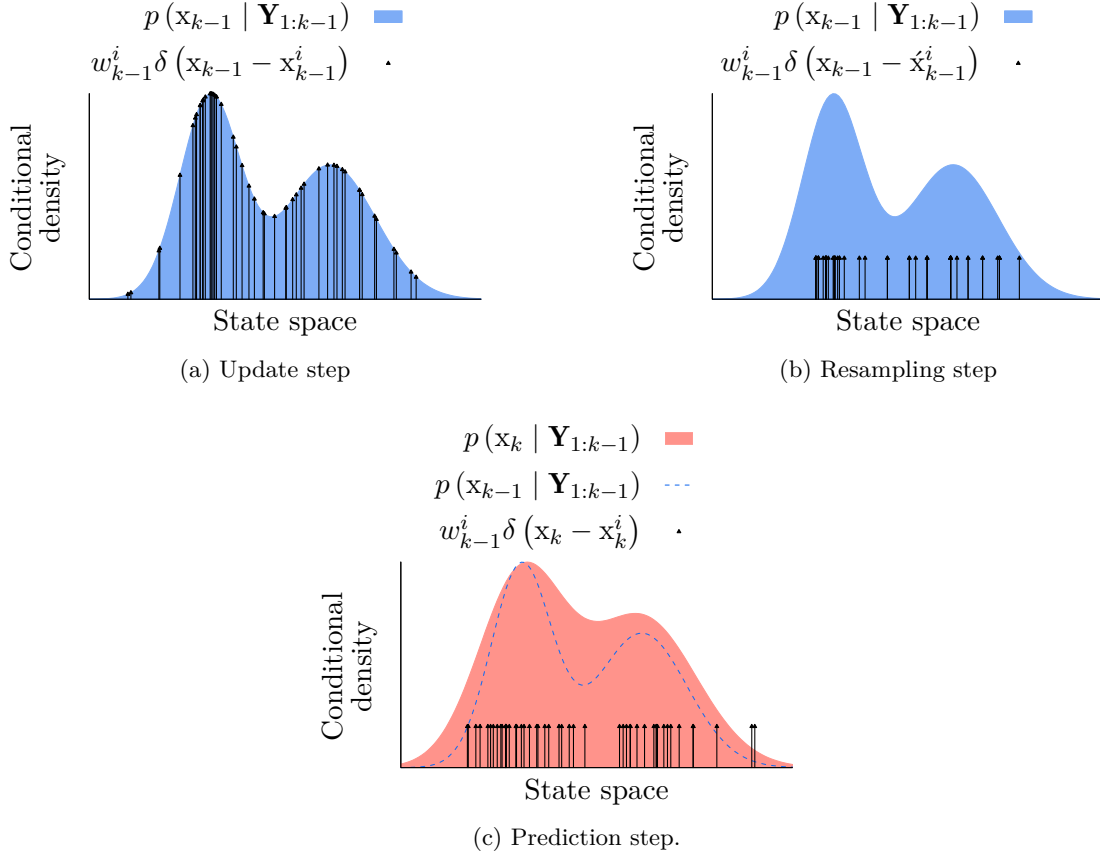 p (x_{k−1} | Y_{1:k−1})
w^i_{k−1} δ (x_{k−1} − x^i_{k−1})
Conditional
density
State space
(a) Update step
p (x_{k−1} | Y_{1:k−1})
w^i_{k−1} δ (x_{k−1} − x́^i_{k−1})
Conditional
density
State space
(b) Resampling step
p (x_k | Y_{1:k−1})
p (x_{k−1} | Y_{1:k−1})
w^i_{k−1} δ (x_k − x^i_k)
Conditional
density
State space
(c) Prediction step.